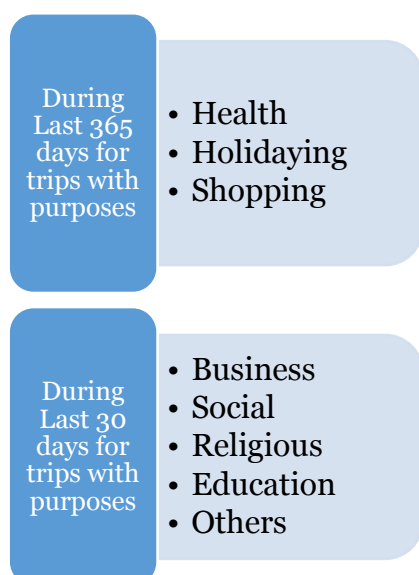 During
Last 365
days for
trips with
purposes
• Health
• Holidaying
• Shopping
During
Last 30
days for
trips with
purposes
• Business
• Social
• Religious
• Education
• Others